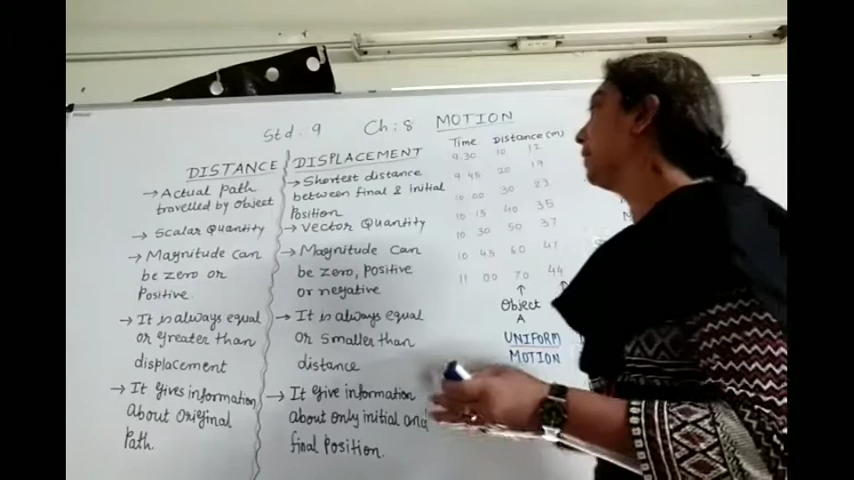 Std. 9 Ch: 8 MOTION
DISTANCE
→ Actual Path
travelled by object
→ Scalar Quantity
→ Magnitude can
be zero or
Positive.
→ It is always equal
or greater than
displacement
→ It gives information
About Original
Path.
DISPLACEMENT
→ Shortest distance
between final & initial
Position
→ Vector Quantity
→ Magnitude can
be zero, positive
or negative
→ It is always equal
or Smaller than
distance
→ It give information
about only initial and
final Position.
Time Distance (m)
9.30 10 12
9 45 20 19
10 00 30 23
10 15 40 35
10 30 50 37
10 45 60 41
11 00 70 44
↑ ↑
Object
A
UNIFORM
MOTION